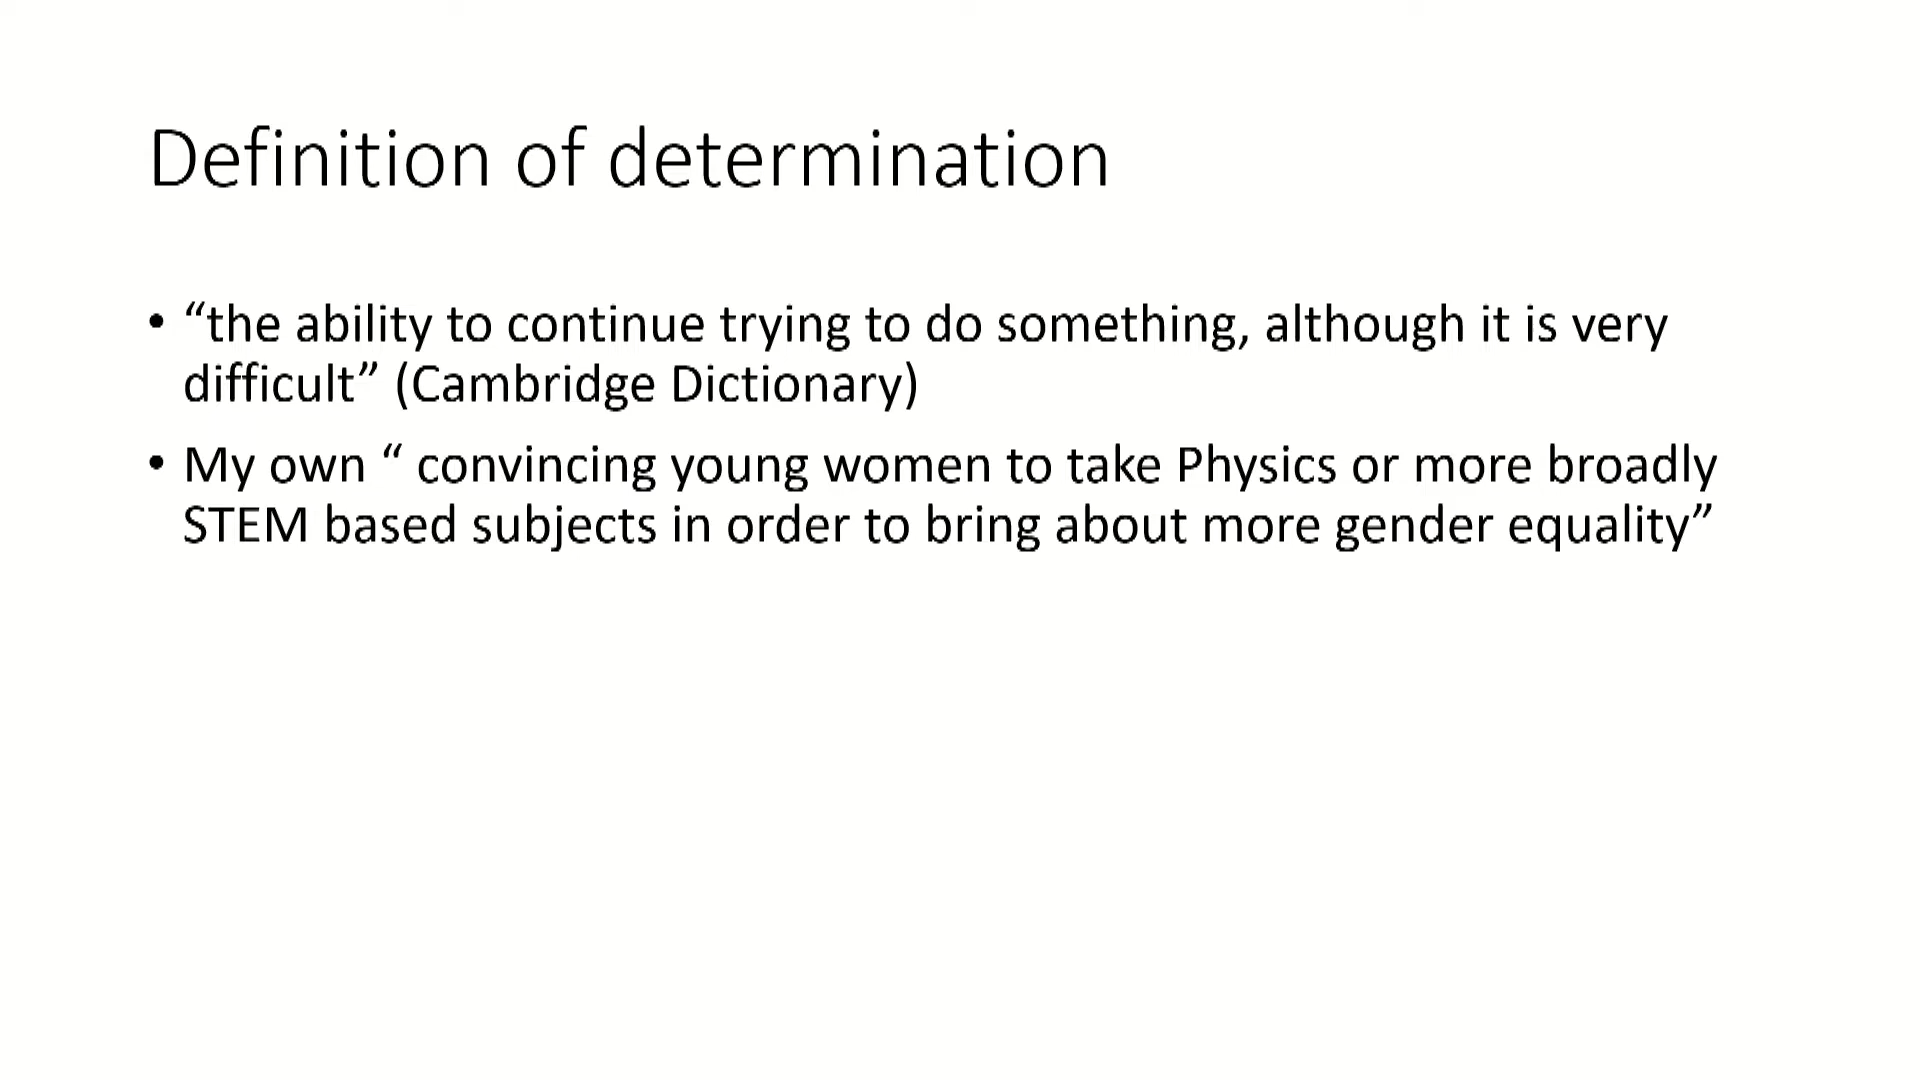 Definition of determination
• “the ability to continue trying to do something, although it is very
difficult” (Cambridge Dictionary)
• My own “ convincing young women to take Physics or more broadly
STEM based subjects in order to bring about more gender equality”